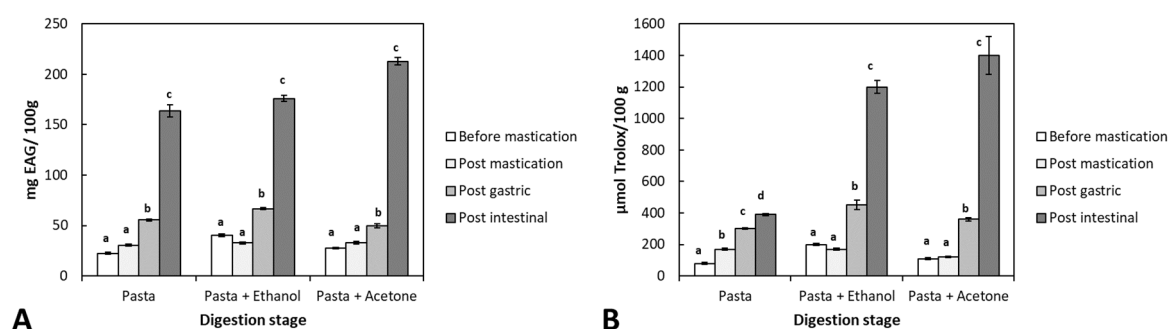 250
200
150
100
50
0
mg EAG/ 100g
a
a
b
c
a
a
b
c
a
a
b
c
Pasta
Pasta + Ethanol
Pasta + Acetone
Digestion stage
Before mastication
Post mastication
Post gastric
Post intestinal
A
1600
1400
1200
1000
800
600
400
200
0
µmol Trolox/100 g
a
b
c
d
a
a
b
c
a
a
b
c
Pasta
Pasta + Ethanol
Pasta + Acetone
Digestion stage
Before mastication
Post mastication
Post gastric
Post intestinal
B